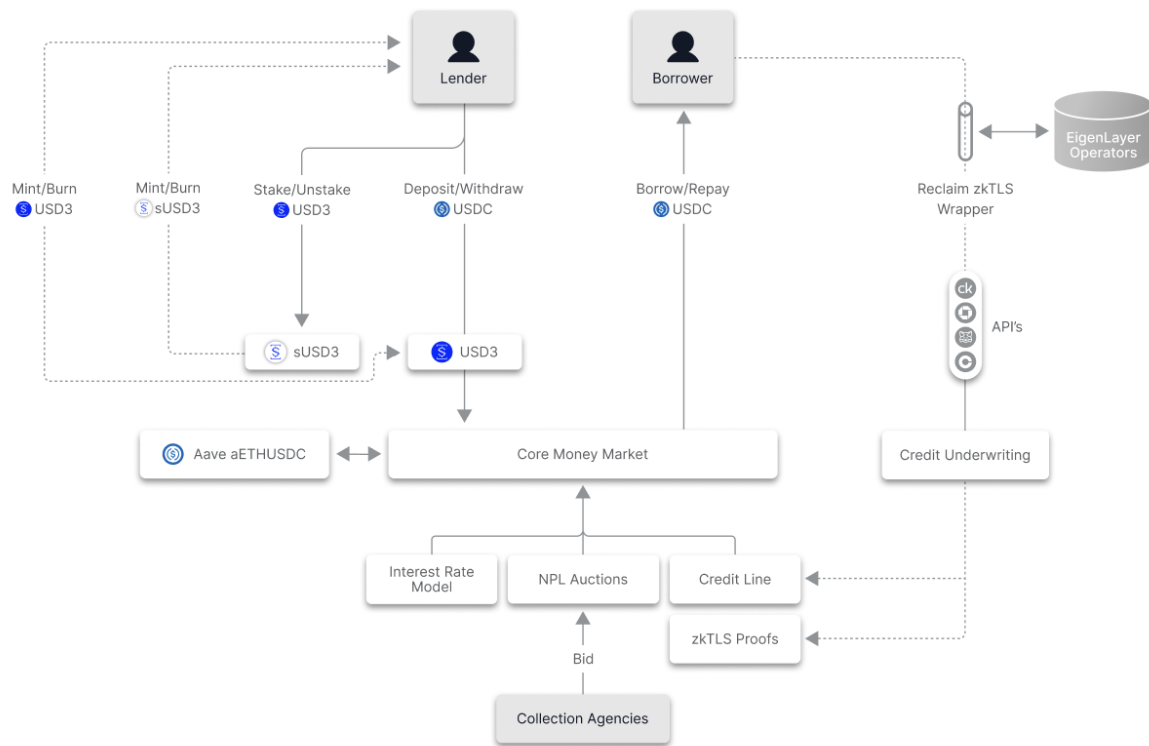 Lender
Borrower
EigenLayer
Operators
Mint/Burn
USD3
Mint/Burn
sUSD3
Stake/Unstake
USD3
Deposit/Withdraw
USDC
Borrow/Repay
USDC
Reclaim zkTLS
Wrapper
ck
API's
sUSD3
USD3
Aave aETHUSDC
Core Money Market
Credit Underwriting
Interest Rate
Model
NPL Auctions
Credit Line
zkTLS Proofs
Bid
Collection Agencies